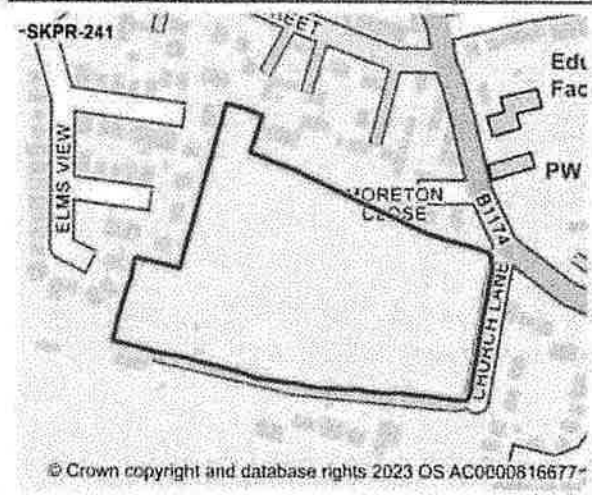 -SKPR-241
REET
Edu
Fac
ELMS VIEW
MORETON
CLOSE
PW
B1174
CHURCH LANE
© Crown copyright and database rights 2023 OS AC0000816677